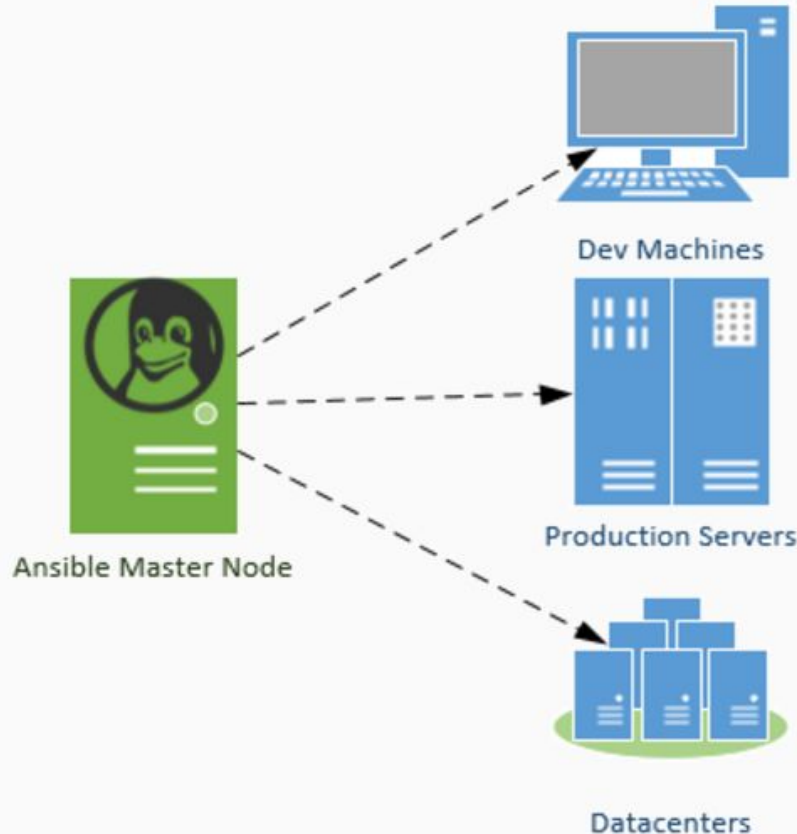 Dev Machines
Ansible Master Node
Production Servers
Datacenters